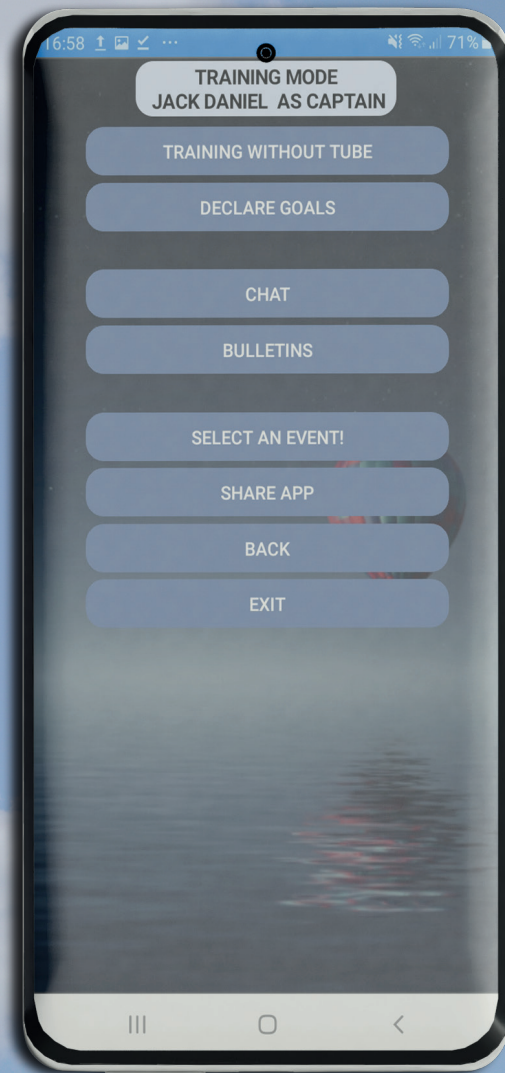 16:58
71%
TRAINING MODE
JACK DANIEL AS CAPTAIN
TRAINING WITHOUT TUBE
DECLARE GOALS
CHAT
BULLETINS
SELECT AN EVENT!
SHARE APP
BACK
EXIT